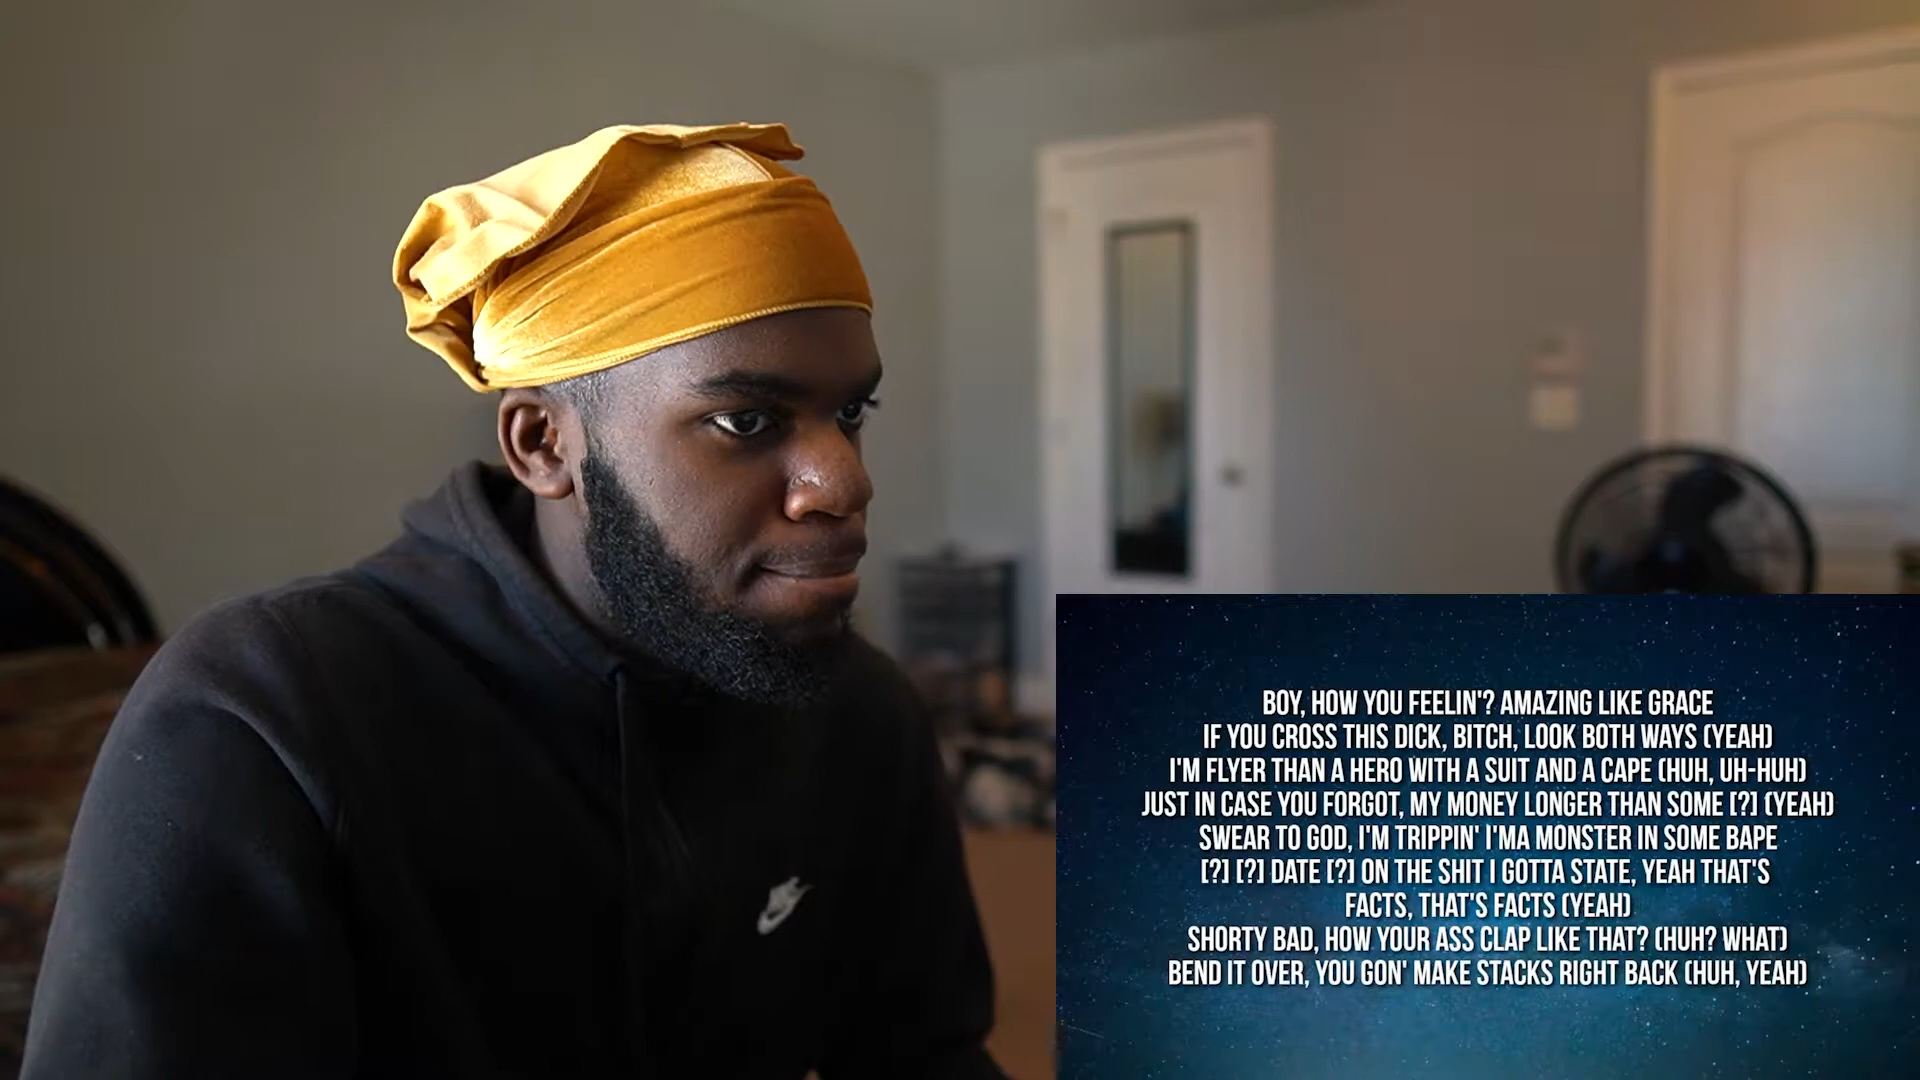 BOY, HOW YOU FEELIN'? AMAZING LIKE GRACE
IF YOU CROSS THIS DICK, BITCH, LOOK BOTH WAYS (YEAH)
I'M FLYER THAN A HERO WITH A SUIT AND A CAPE (HUH, UH-HUH)
JUST IN CASE YOU FORGOT, MY MONEY LONGER THAN SOME [?] (YEAH)
SWEAR TO GOD, I'M TRIPPIN' I'MA MONSTER IN SOME BAPE
[?] [?] DATE [?] ON THE SHIT I GOTTA STATE, YEAH THAT'S
FACTS, THAT'S FACTS (YEAH)
SHORTY BAD, HOW YOUR ASS CLAP LIKE THAT? (HUH? WHAT)
BEND IT OVER, YOU GON' MAKE STACKS RIGHT BACK (HUH, YEAH)